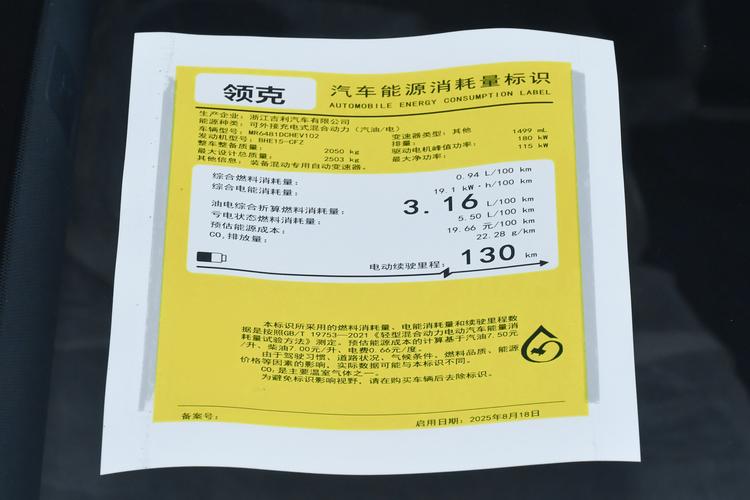 领克
汽车能源消耗量标识
AUTOMOBILE ENERGY CONSUMPTION LABEL
生产企业：浙江吉利汽车有限公司
能源种类：可外接充电式混合动力（汽油/电）
车辆型号：MR6481DCHEV102 变速器类型：其他
发动机型号：BHE15-CFZ 排量：1499 mL
整车整备质量：2050 kg 驱动电机峰值功率：180 kW
最大设计总质量：2503 kg 最大净功率：115 kW
其他信息：装备混动专用自动变速器。
综合燃料消耗量：0.94 L/100 km
综合电能消耗量：19.1 kW·h/100 km
油电综合折算燃料消耗量：3.16 L/100 km
亏电状态燃料消耗量：5.50 L/100 km
预估能源成本：19.66 元/100 km
CO₂排放量：22.28 g/km
电动续驶里程：130 km
本标识所采用的燃料消耗量、电能消耗量和续驶里程数
据是按照GB/T 19753—2021《轻型混合动力电动汽车能量消
耗量试验方法》测定。预估能源成本的计算基于汽油7.50元
/升、柴油7.00元/升、电费0.66元/度。
由于驾驶习惯、道路状况、气候条件、燃料品质、能源
价格等因素的影响，实际数据可能与本标识不同。
CO₂是主要温室气体之一。
为避免标识影响视野，请在购买车辆后去除标识。
备案号：
启用日期：2025年8月18日